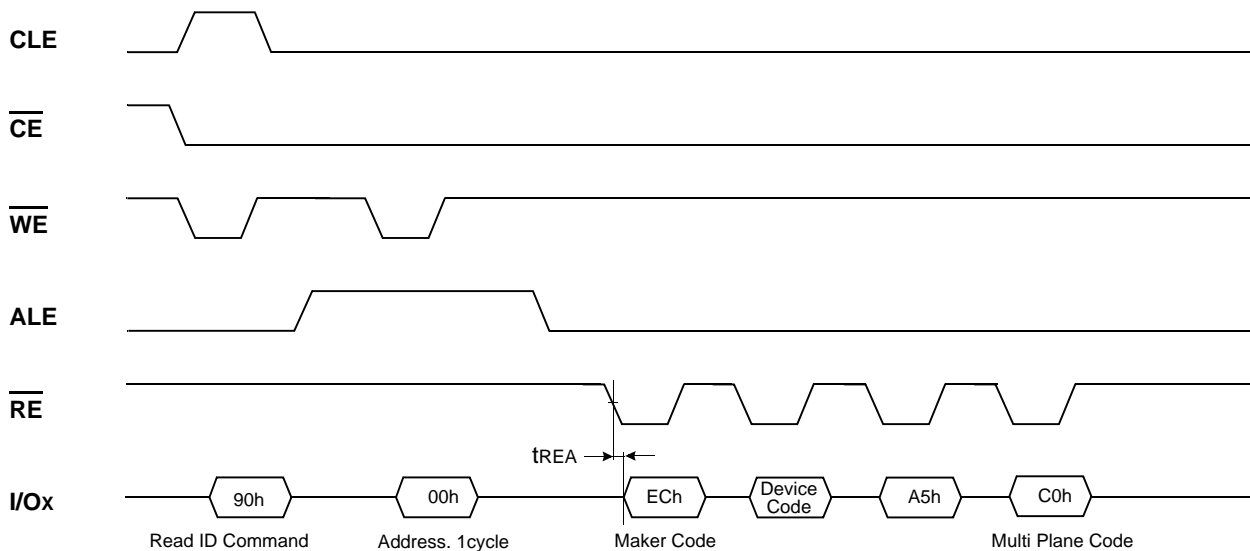 CLE
CE
WE
ALE
RE
tREA
I/Ox
90h
00h
ECh
Device
Code
A5h
C0h
Read ID Command
Address. 1cycle
Maker Code
Multi Plane Code